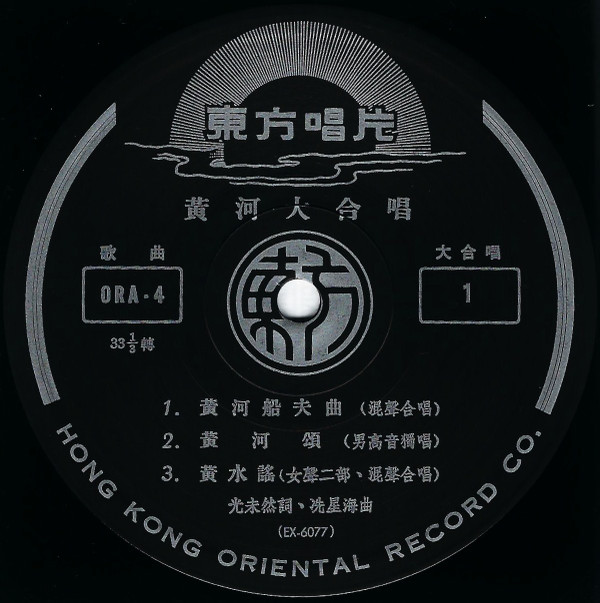 東方唱片
黃河大合唱
歌曲
ORA-4
33⅓轉
大合唱
1
1. 黃河船夫曲 (混聲合唱)
2. 黃河頌 (男高音獨唱)
3. 黃水謠 (女聲二部、混聲合唱)
光未然詞、冼星海曲
(EX-6077)
HONG KONG ORIENTAL RECORD CO.